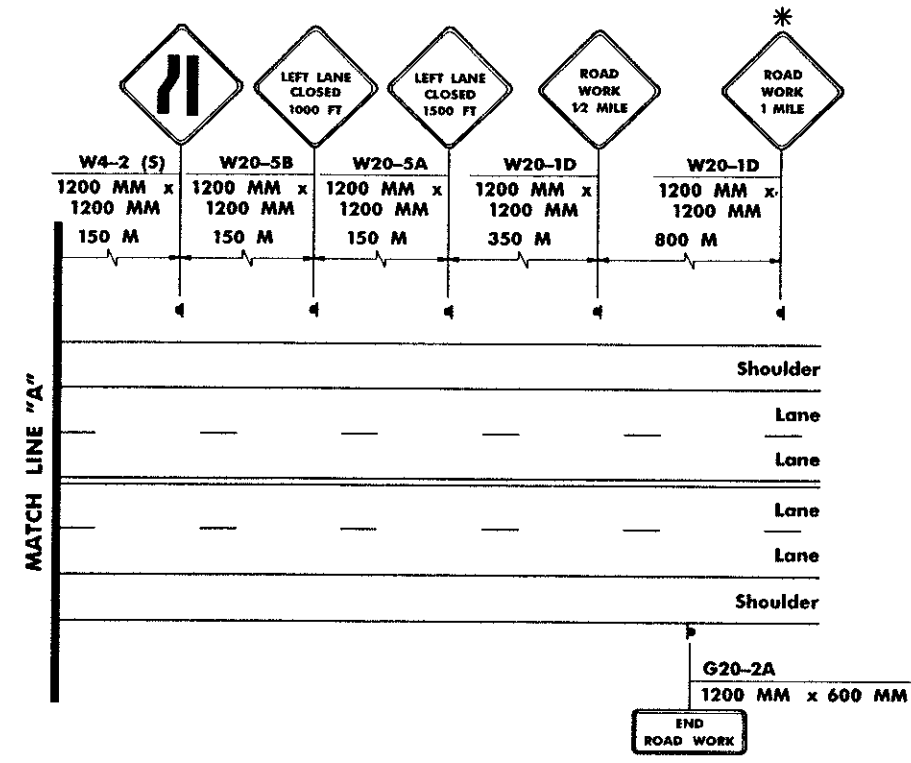 *
LEFT LANE
CLOSED
1000 FT
LEFT LANE
CLOSED
1500 FT
ROAD
WORK
1/2 MILE
ROAD
WORK
1 MILE
W4-2 (S)
1200 MM x
1200 MM
150 M
W20-5B
1200 MM x
1200 MM
150 M
W20-5A
1200 MM x
1200 MM
150 M
W20-1D
1200 MM x
1200 MM
350 M
W20-1D
1200 MM x
1200 MM
800 M
MATCH LINE "A"
Shoulder
Lane
Lane
Lane
Lane
Shoulder
G20-2A
1200 MM x 600 MM
END
ROAD WORK